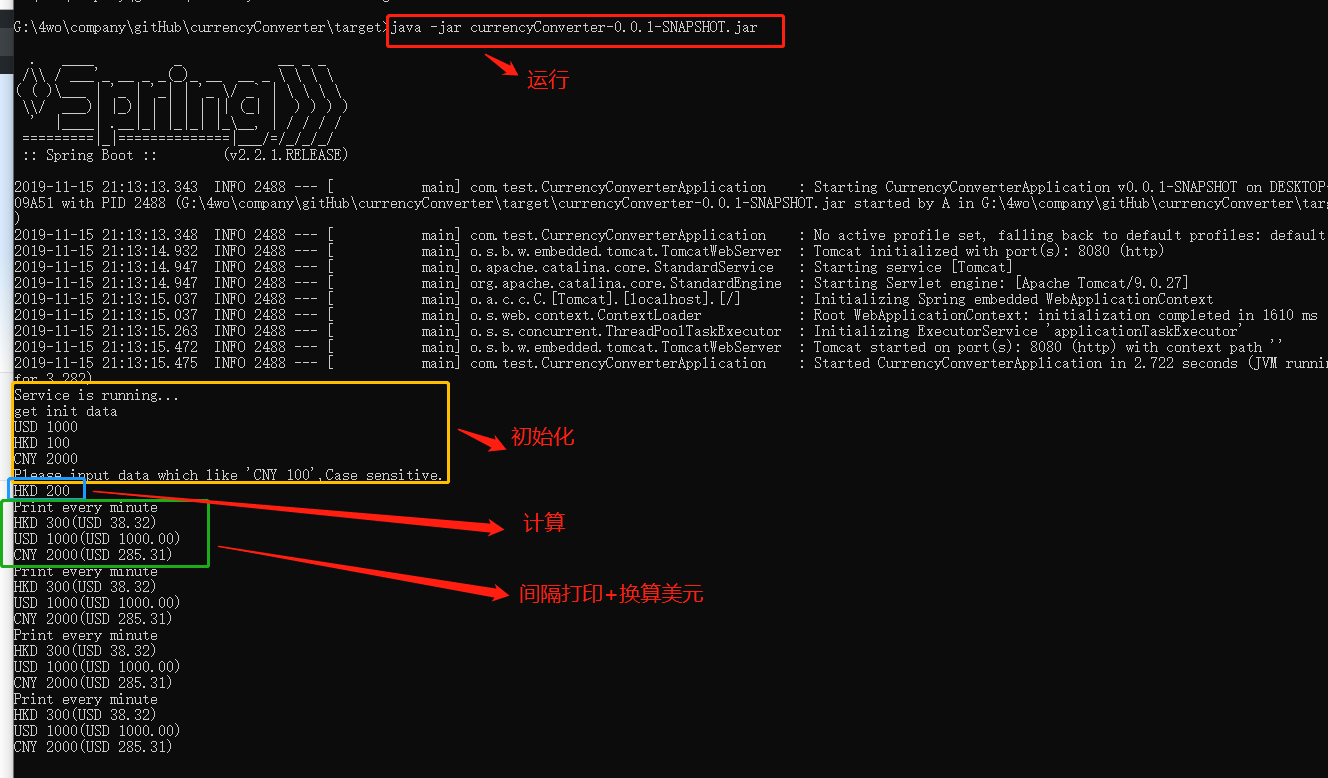 G:\4wo\company\gitHub\currencyConverter\target>java -jar currencyConverter-0.0.1-SNAPSHOT.jar
运行
Spring
:: Spring Boot ::        (v2.2.1.RELEASE)
2019-11-15 21:13:13.343  INFO 2488 --- [           main] com.test.CurrencyConverterApplication    : Starting CurrencyConverterApplication v0.0.1-SNAPSHOT on DESKTOP-
09A51 with PID 2488 (G:\4wo\company\gitHub\currencyConverter\target\currencyConverter-0.0.1-SNAPSHOT.jar started by A in G:\4wo\company\gitHub\currencyConverter\targ
)
2019-11-15 21:13:13.348  INFO 2488 --- [           main] com.test.CurrencyConverterApplication    : No active profile set, falling back to default profiles: default
2019-11-15 21:13:14.932  INFO 2488 --- [           main] o.s.b.w.embedded.tomcat.TomcatWebServer  : Tomcat initialized with port(s): 8080 (http)
2019-11-15 21:13:14.947  INFO 2488 --- [           main] o.apache.catalina.core.StandardService   : Starting service [Tomcat]
2019-11-15 21:13:14.947  INFO 2488 --- [           main] org.apache.catalina.core.StandardEngine  : Starting Servlet engine: [Apache Tomcat/9.0.27]
2019-11-15 21:13:15.037  INFO 2488 --- [           main] o.a.c.c.C.[Tomcat].[localhost].[/]       : Initializing Spring embedded WebApplicationContext
2019-11-15 21:13:15.037  INFO 2488 --- [           main] o.s.web.context.ContextLoader            : Root WebApplicationContext: initialization completed in 1610 ms
2019-11-15 21:13:15.263  INFO 2488 --- [           main] o.s.s.concurrent.ThreadPoolTaskExecutor  : Initializing ExecutorService 'applicationTaskExecutor'
2019-11-15 21:13:15.472  INFO 2488 --- [           main] o.s.b.w.embedded.tomcat.TomcatWebServer  : Tomcat started on port(s): 8080 (http) with context path ''
2019-11-15 21:13:15.475  INFO 2488 --- [           main] com.test.CurrencyConverterApplication    : Started CurrencyConverterApplication in 2.722 seconds (JVM runnin
for 3.282)
Service is running...
get init data
USD 1000
HKD 100
CNY 2000
Please input data which like 'CNY 100',Case sensitive.
初始化
HKD 200
计算
Print every minute
HKD 300(USD 38.32)
USD 1000(USD 1000.00)
CNY 2000(USD 285.31)
间隔打印+换算美元
Print every minute
HKD 300(USD 38.32)
USD 1000(USD 1000.00)
CNY 2000(USD 285.31)
Print every minute
HKD 300(USD 38.32)
USD 1000(USD 1000.00)
CNY 2000(USD 285.31)
Print every minute
HKD 300(USD 38.32)
USD 1000(USD 1000.00)
CNY 2000(USD 285.31)